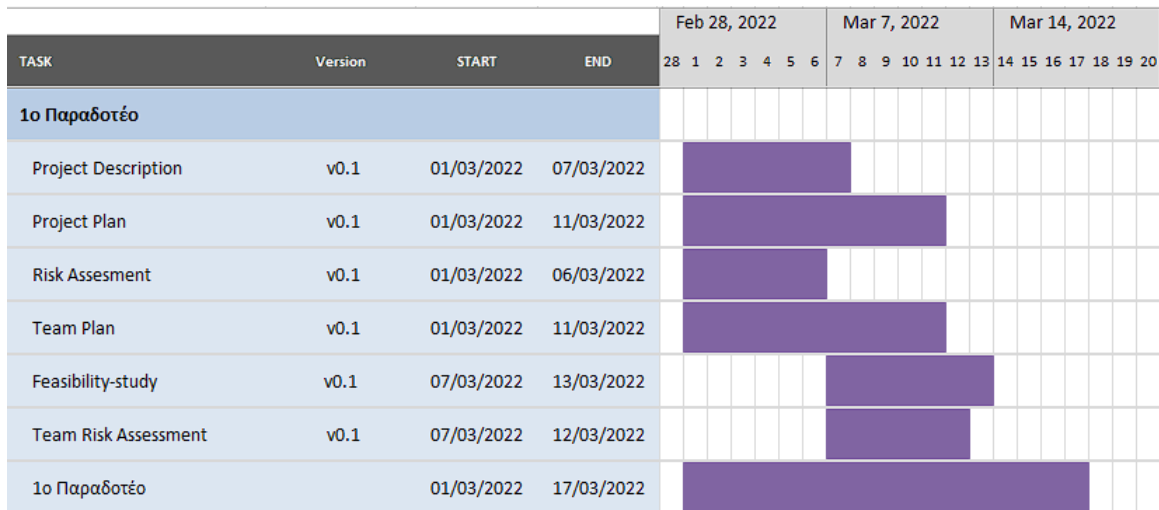 Feb 28, 2022 Mar 7, 2022 Mar 14, 2022
TASK Version START END 28 1 2 3 4 5 6 7 8 9 10 11 12 13 14 15 16 17 18 19 20
1ο Παραδοτέο
Project Description v0.1 01/03/2022 07/03/2022
Project Plan v0.1 01/03/2022 11/03/2022
Risk Assesment v0.1 01/03/2022 06/03/2022
Team Plan v0.1 01/03/2022 11/03/2022
Feasibility-study v0.1 07/03/2022 13/03/2022
Team Risk Assessment v0.1 07/03/2022 12/03/2022
1ο Παραδοτέο 01/03/2022 17/03/2022